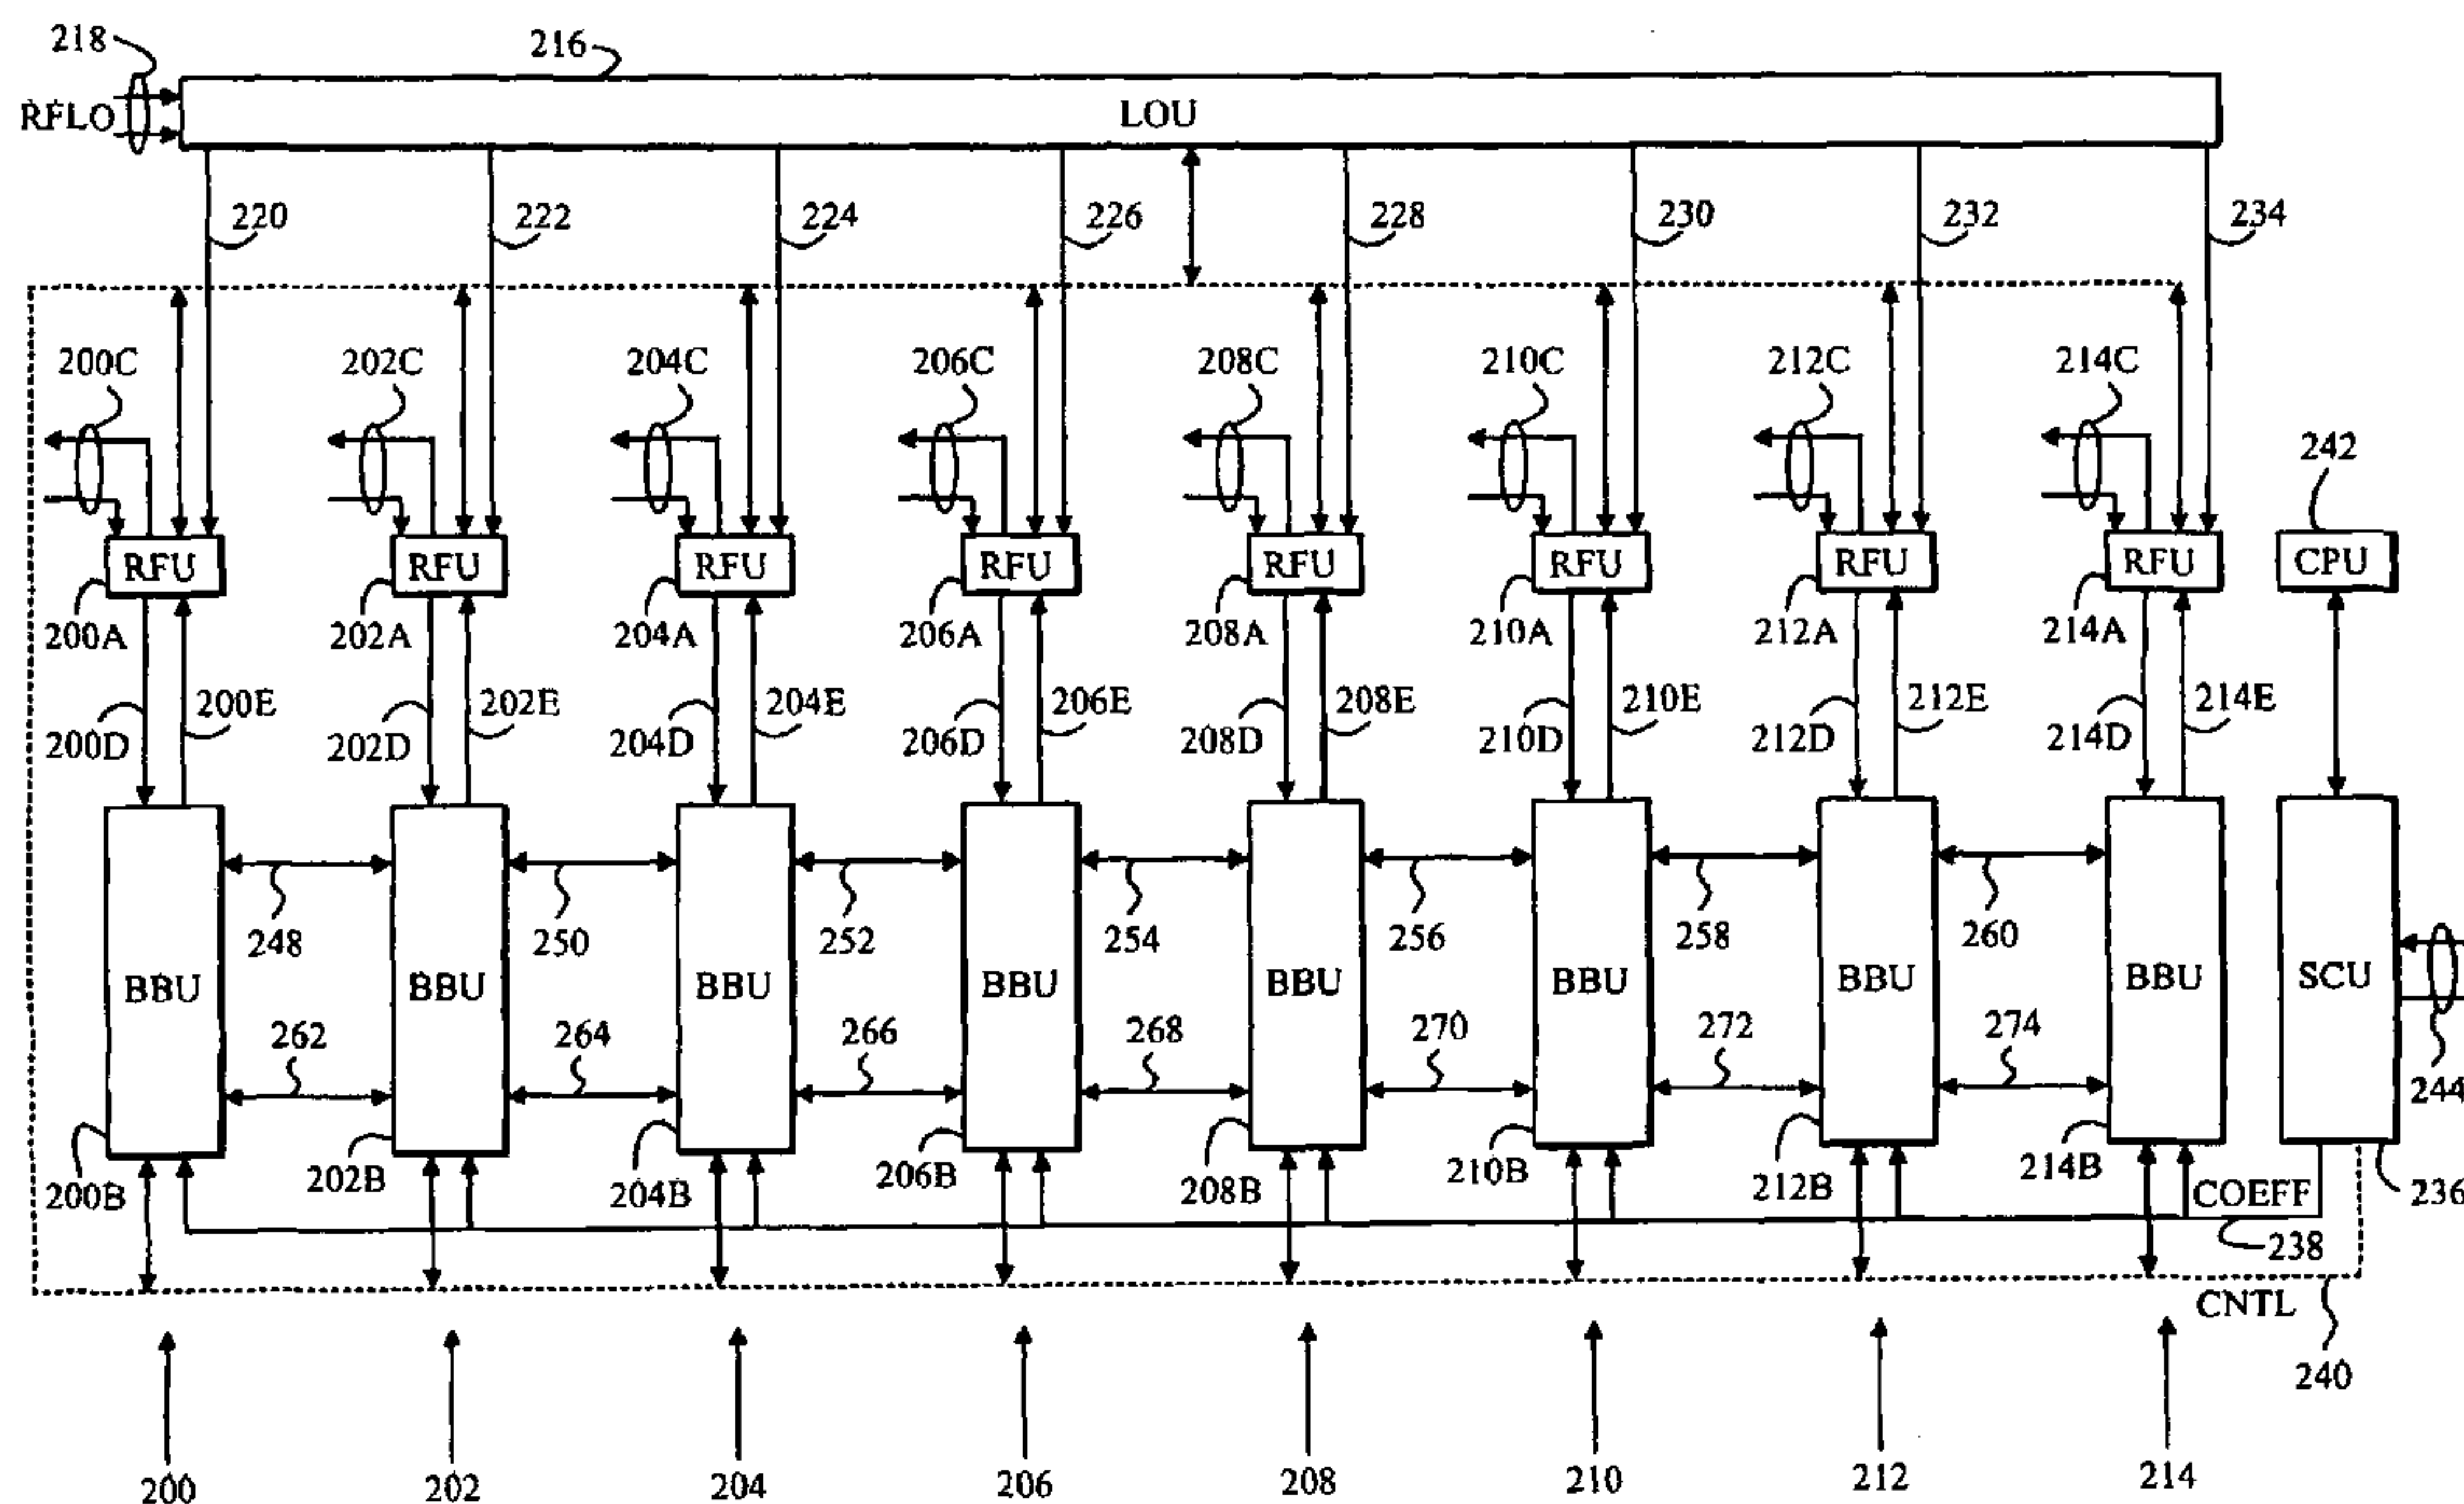 218 216
RFLO LOU
220 222 224 226 228 230 232 234
200C 202C 204C 206C 208C 210C 212C 214C
242
RFU RFU RFU RFU RFU RFU RFU RFU CPU
200A 202A 204A 206A 208A 210A 212A 214A
200E 202E 204E 206E 208E 210E 212E 214E
200D 202D 204D 206D 208D 210D 212D 214D
248 250 252 254 256 258 260
BBU BBU BBU BBU BBU BBU BBU BBU SCU
262 264 266 268 270 272 274
244
200B 202B 204B 206B 208B 210B 212B 214B COEFF 236
238
CNTL
240
200 202 204 206 208 210 212 214